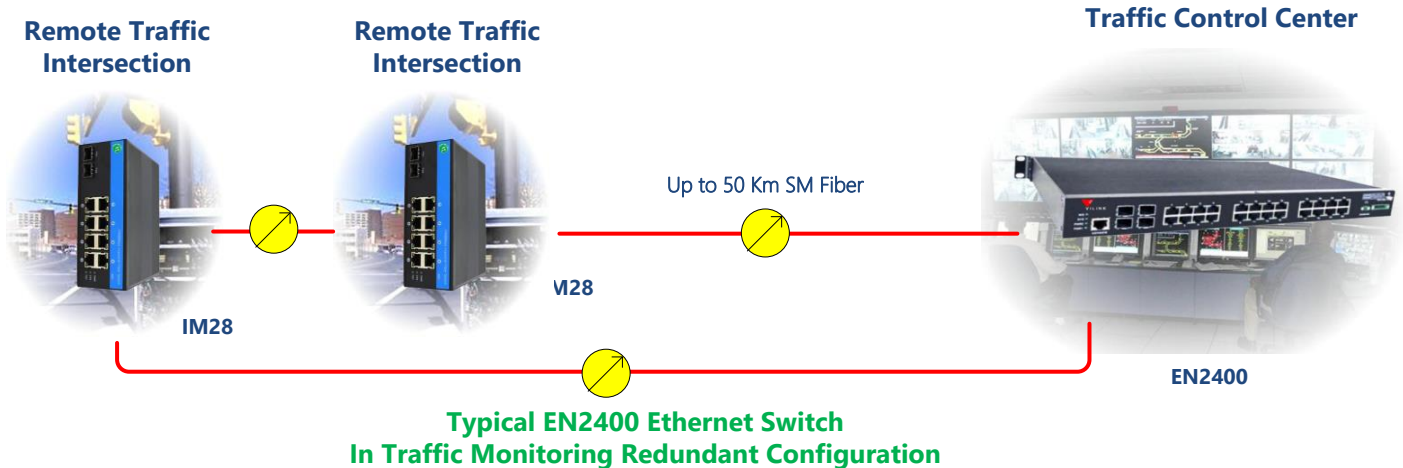 Remote Traffic
Intersection
Remote Traffic
Intersection
Traffic Control Center
Up to 50 Km SM Fiber
VILING
M28
IM28
EN2400
Typical EN2400 Ethernet Switch
In Traffic Monitoring Redundant Configuration